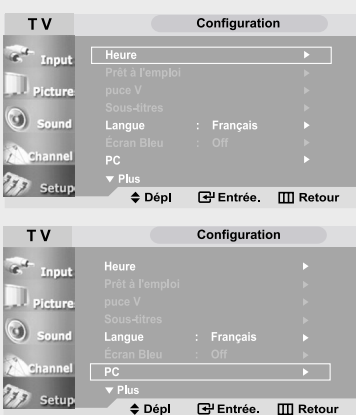 T V
Configuration
Input
Picture
Sound
Channel
Setup
Heure
Prêt à l'emploi
puce V
Sous-titres
Langue : Français
Écran Bleu : Off
PC
▼ Plus
Dépl Entrée. Retour
T V
Configuration
Input
Picture
Sound
Channel
Setup
Heure
Prêt à l'emploi
puce V
Sous-titres
Langue : Français
Écran Bleu : Off
PC
▼ Plus
Dépl Entrée. Retour